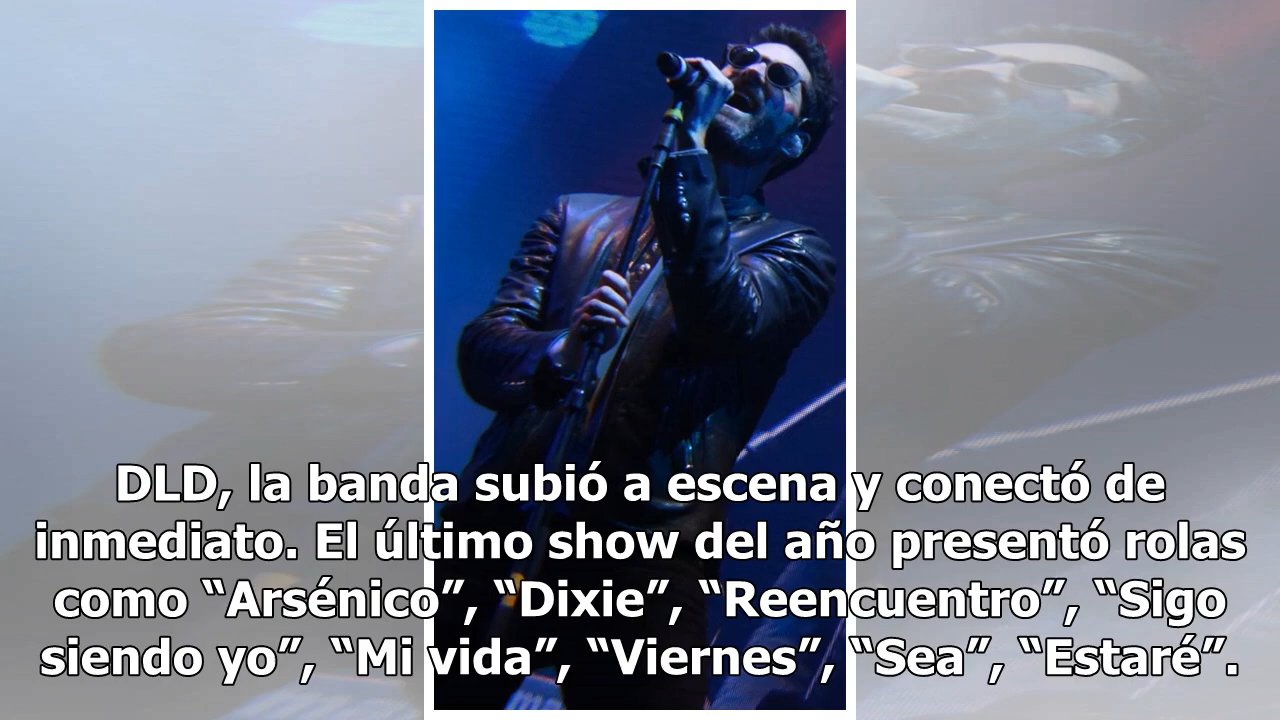 DLD, la banda subió a escena y conectó de
inmediato. El último show del año presentó rolas
como “Arsénico”, “Dixie”, “Reencuentro”, “Sigo
siendo yo”, “Mi vida”, “Viernes”, “Sea”, “Estaré”.